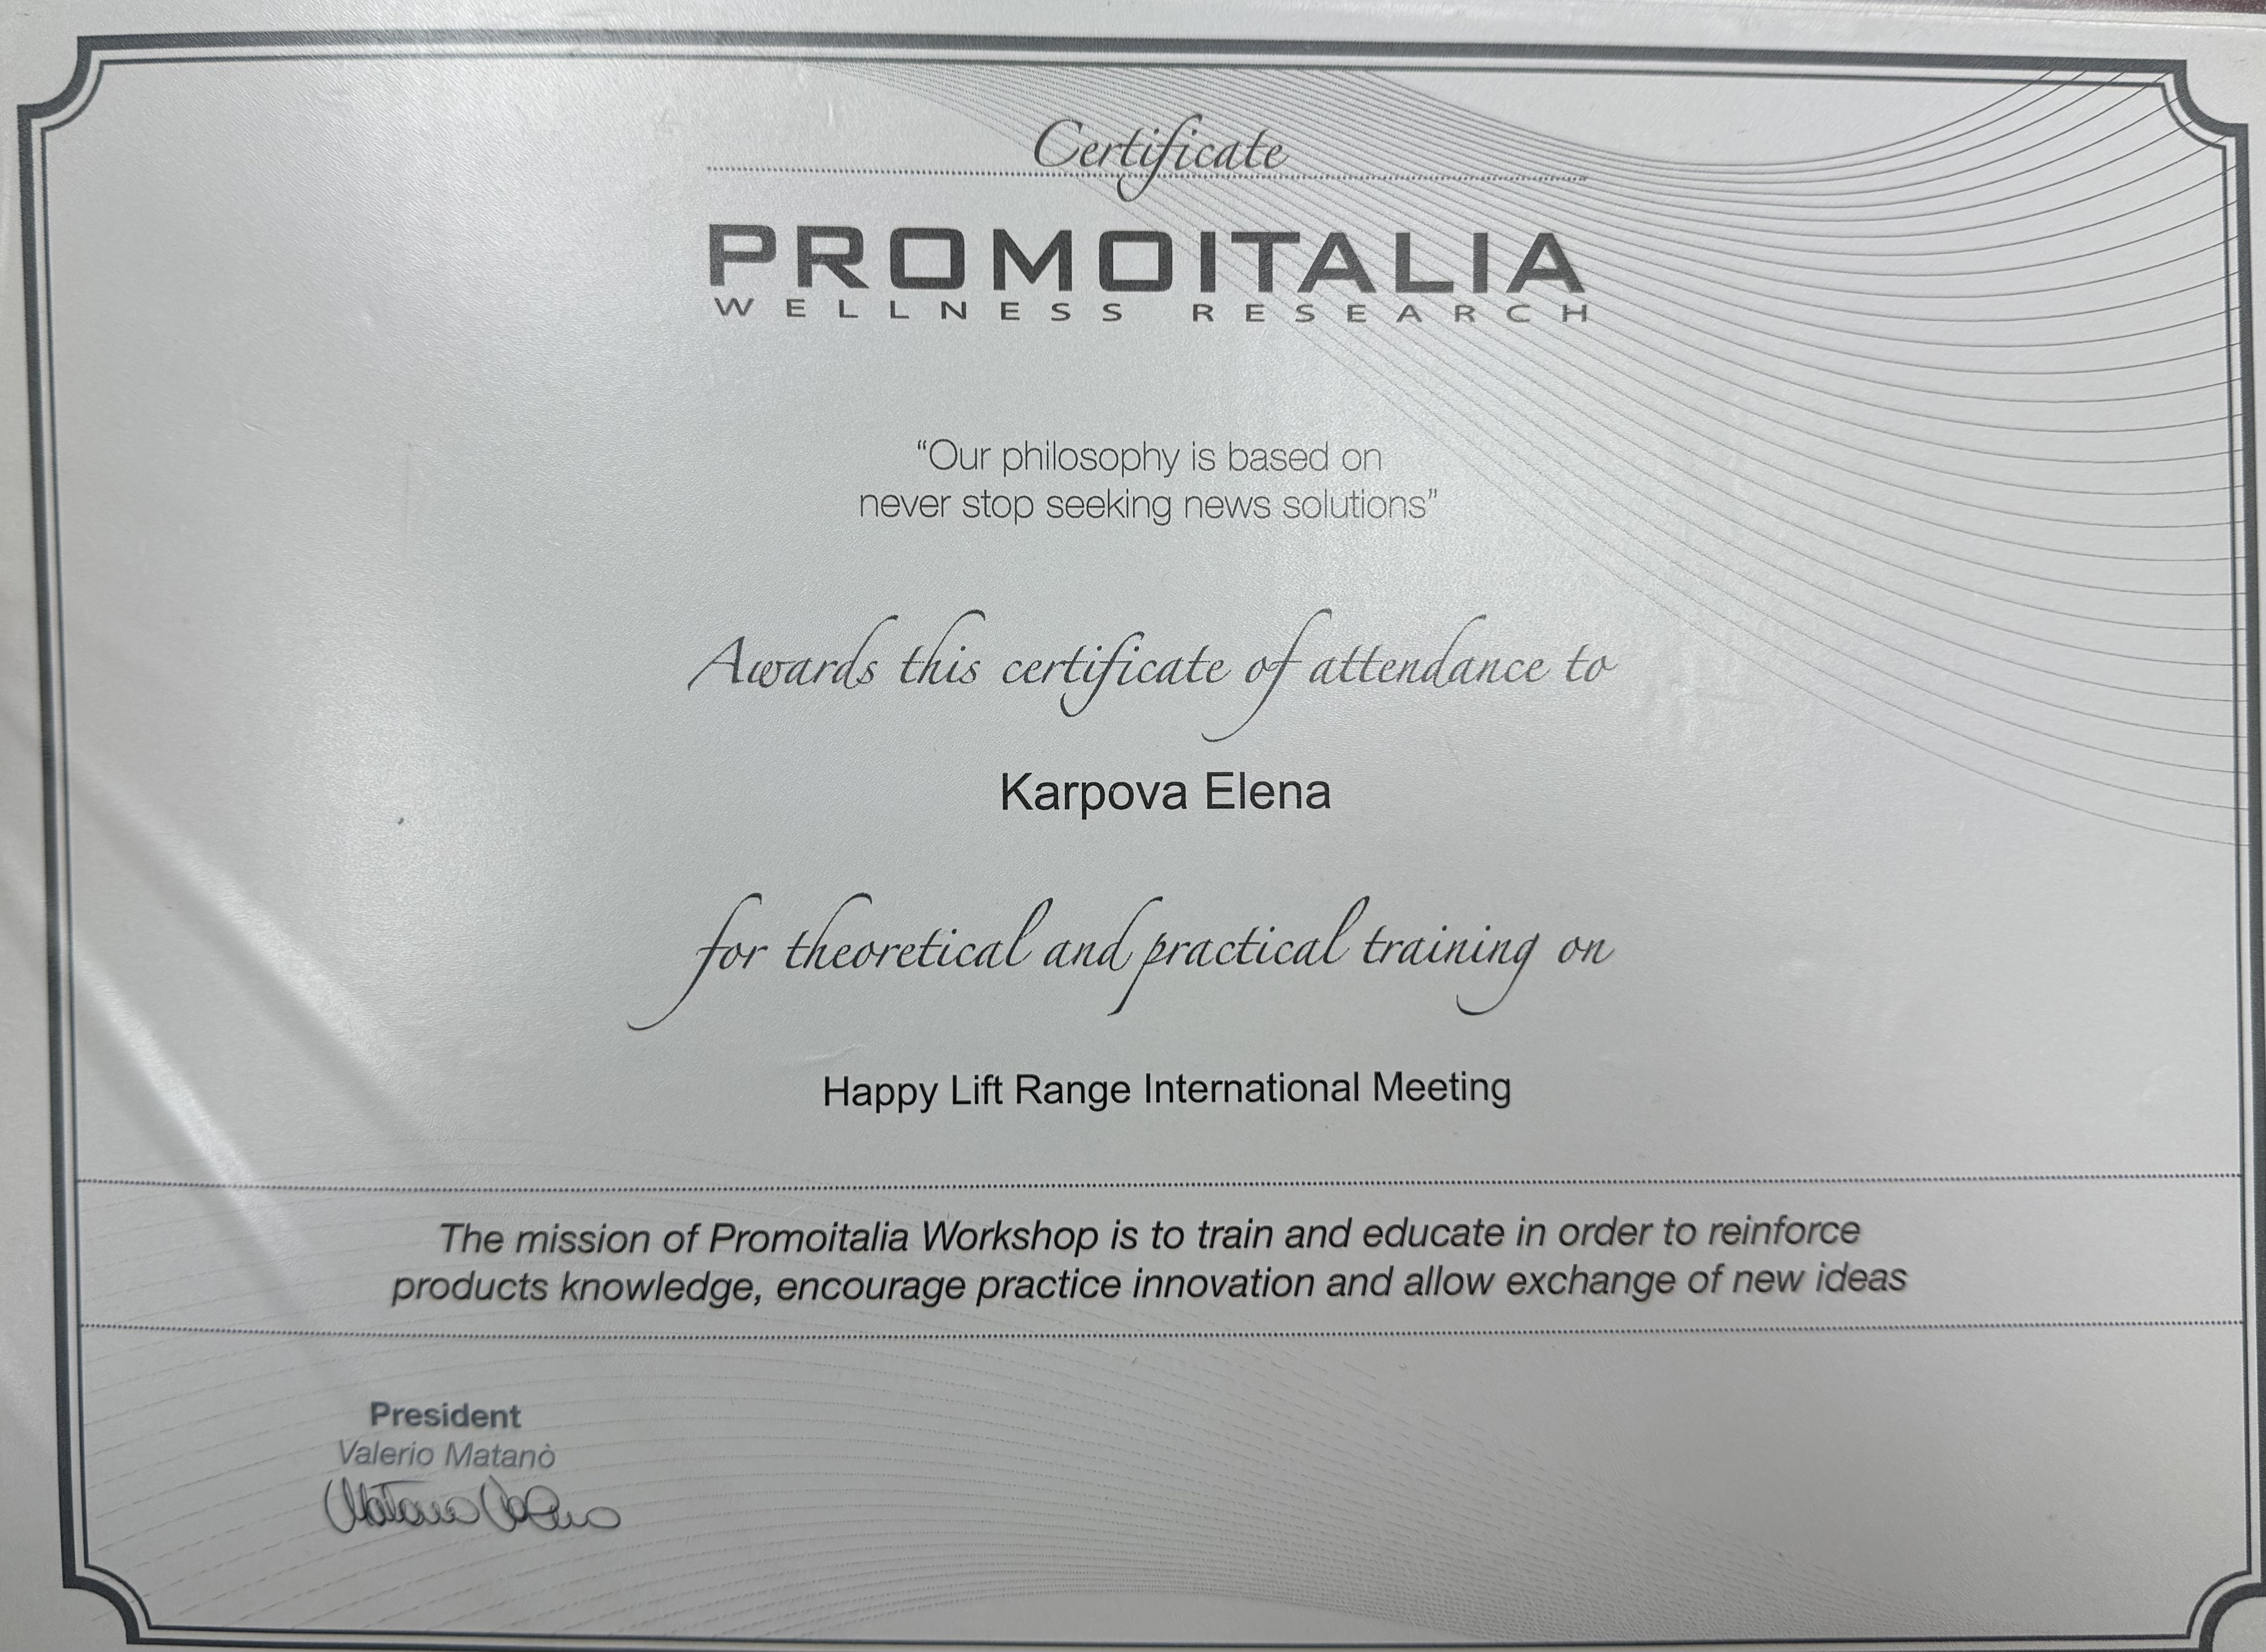 Certificate
PROMOITALIA
WELLNESS RESEARCH
“Our philosophy is based on
never stop seeking news solutions”
Awards this certificate of attendance to
Karpova Elena
for theoretical and practical training on
Happy Lift Range International Meeting
The mission of Promoitalia Workshop is to train and educate in order to reinforce
products knowledge, encourage practice innovation and allow exchange of new ideas
President
Valerio Matanò